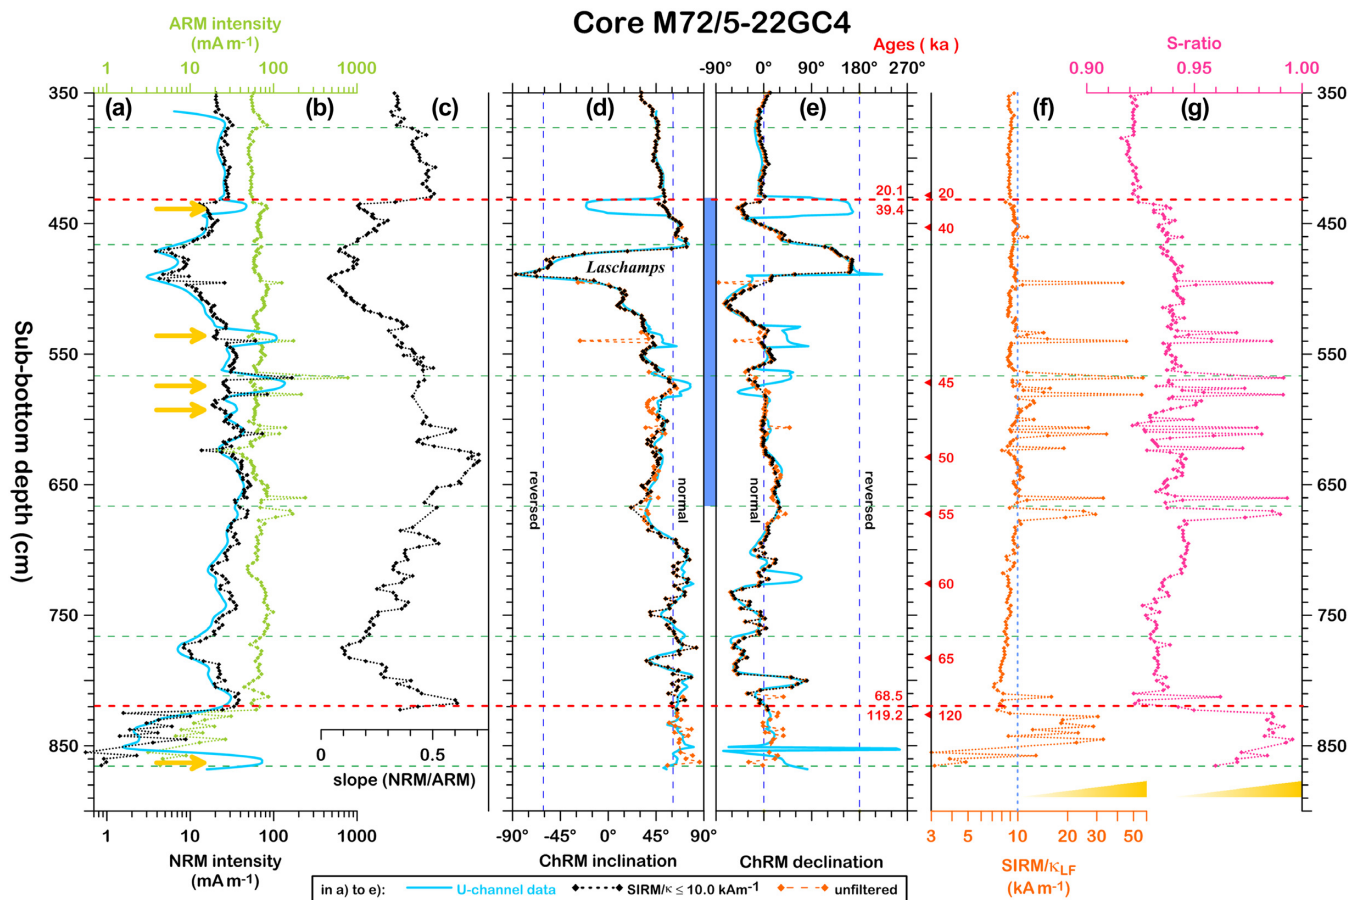 Core M72/5-22GC4
ARM intensity
(mA m⁻¹)
1 10 100 1000
Ages ( ka )
-90° 0° 90° 180° 270°
-90° 0° 90° 180° 270°
S-ratio
0.90 0.95 1.00
(a) (b) (c) (d) (e) (f) (g)
Sub-bottom depth (cm)
350 350
450 450
550 550
650 650
750 750
850 850
20.1
39.4
20
40
45
50
55
60
65
68.5
119.2
120
Laschamps
reversed
normal
normal
reversed
0 0.5
slope (NRM/ARM)
1 10 100 1000
NRM intensity
(mA m⁻¹)
-90° -45° 0° 45° 90°
ChRM inclination
ChRM declination
3 5 10 20 30 50
SIRM/κLF
(kA m⁻¹)
in a) to e): U-channel data SIRM/κ ≤ 10.0 kAm⁻¹ unfiltered